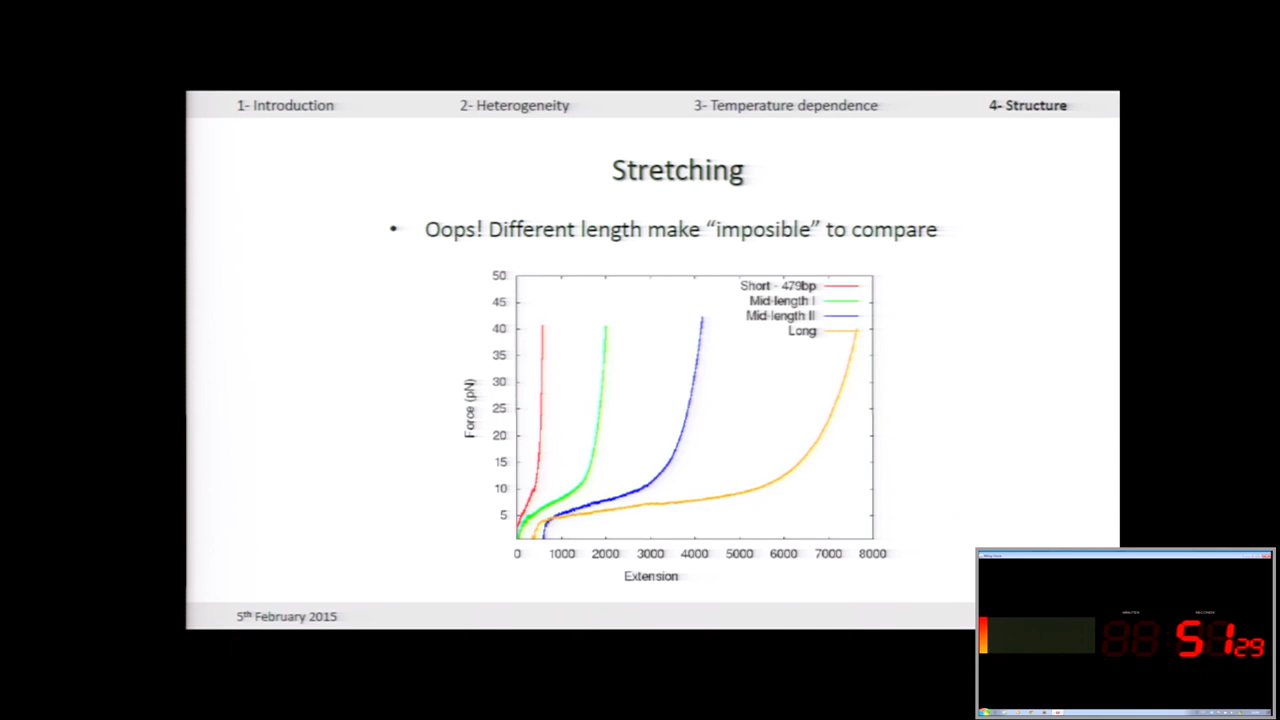 1- Introduction
2- Heterogeneity
3- Temperature dependence
4- Structure
Stretching
• Oops! Different length make “imposible” to compare
50
45
40
35
30
25
20
15
10
5
Force (pN)
Short - 479bp
Mid-length I
Mid-length II
Long
0 1000 2000 3000 4000 5000 6000 7000 8000
Extension
5th February 2015
MINUTES
SECONDS
51 29